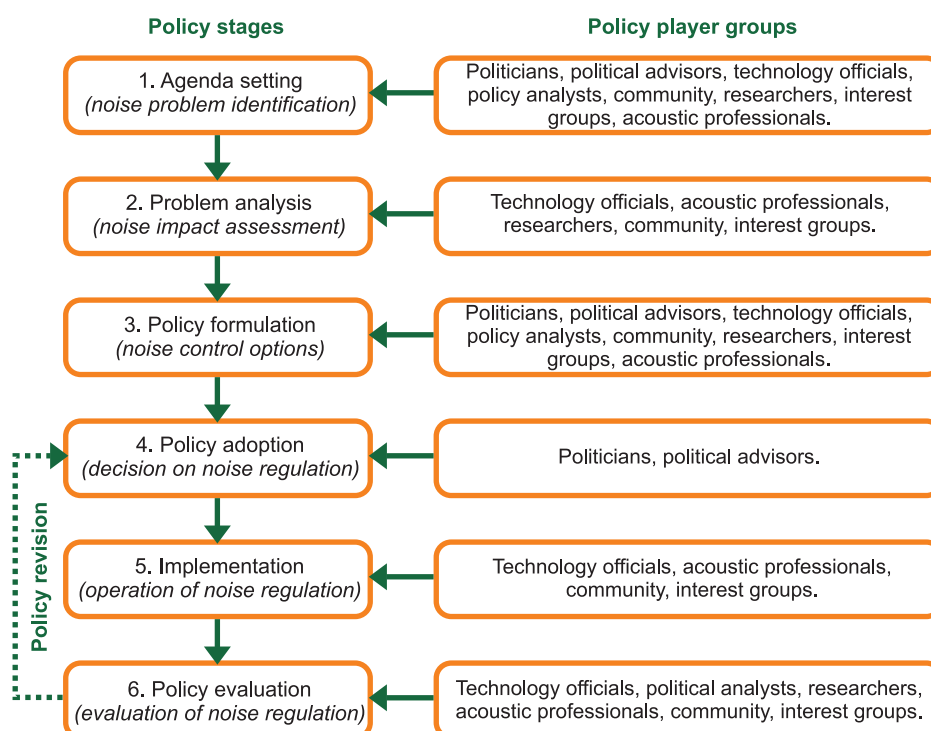 Policy stages
Policy player groups
1. Agenda setting
(noise problem identification)
Politicians, political advisors, technology officials,
policy analysts, community, researchers, interest
groups, acoustic professionals.
2. Problem analysis
(noise impact assessment)
Technology officials, acoustic professionals,
researchers, community, interest groups.
3. Policy formulation
(noise control options)
Politicians, political advisors, technology officials,
policy analysts, community, researchers, interest
groups, acoustic professionals.
4. Policy adoption
(decision on noise regulation)
Politicians, political advisors.
Policy revision
5. Implementation
(operation of noise regulation)
Technology officials, acoustic professionals,
community, interest groups.
6. Policy evaluation
(evaluation of noise regulation)
Technology officials, political analysts, researchers,
acoustic professionals, community, interest groups.